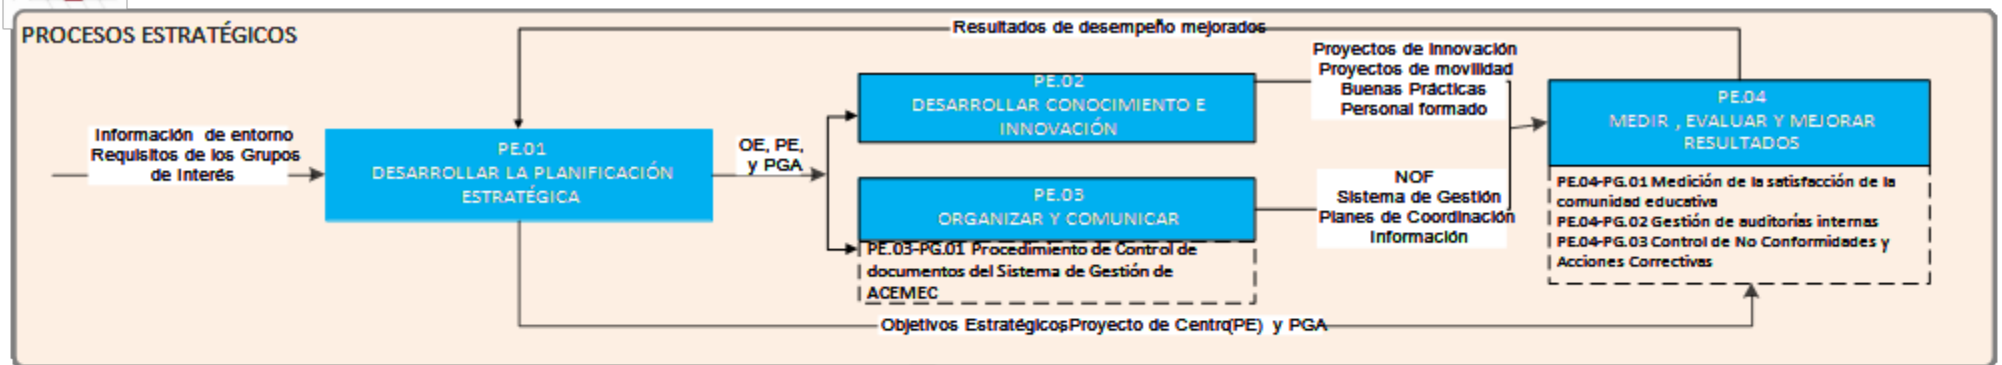 PROCESOS ESTRATÉGICOS
Resultados de desempeño mejorados
Información de entorno
Requisitos de los Grupos
de Interés
PE.01
DESARROLLAR LA PLANIFICACIÓN
ESTRATÉGICA
OE, PE,
y PGA
PE.02
DESARROLLAR CONOCIMIENTO E
INNOVACIÓN
PE.03
ORGANIZAR Y COMUNICAR
PE.03-PG.01 Procedimiento de Control de
documentos del Sistema de Gestión de
ACEMEC
Proyectos de Innovación
Proyectos de movilidad
Buenas Prácticas
Personal formado
NOF
Sistema de Gestión
Planes de Coordinación
Información
PE.04
MEDIR , EVALUAR Y MEJORAR
RESULTADOS
PE.04-PG.01 Medición de la satisfacción de la
comunidad educativa
PE.04-PG.02 Gestión de auditorías internas
PE.04-PG.03 Control de No Conformidades y
Acciones Correctivas
Objetivos Estratégicos Proyecto de Centro(PE) y PGA